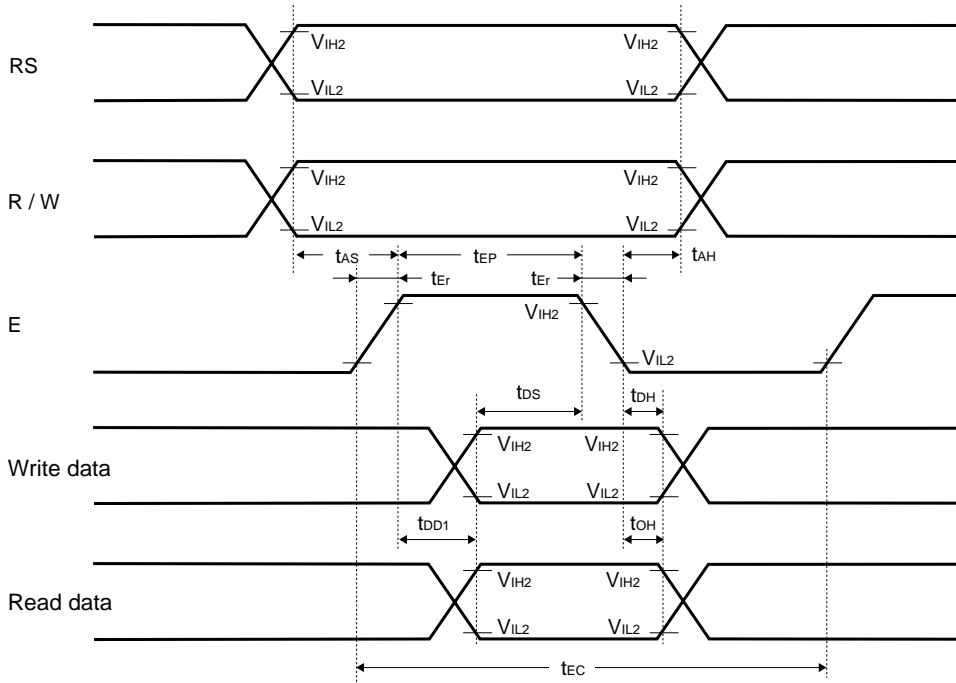 RS
VIH2
VIH2
VIL2
VIL2
R / W
VIH2
VIH2
VIL2
VIL2
tAS
tEP
tAH
tEr
tEr
E
VIH2
VIL2
tDS
tDH
Write data
VIH2
VIH2
VIL2
VIL2
tDD1
tOH
Read data
VIH2
VIH2
VIL2
VIL2
tEC